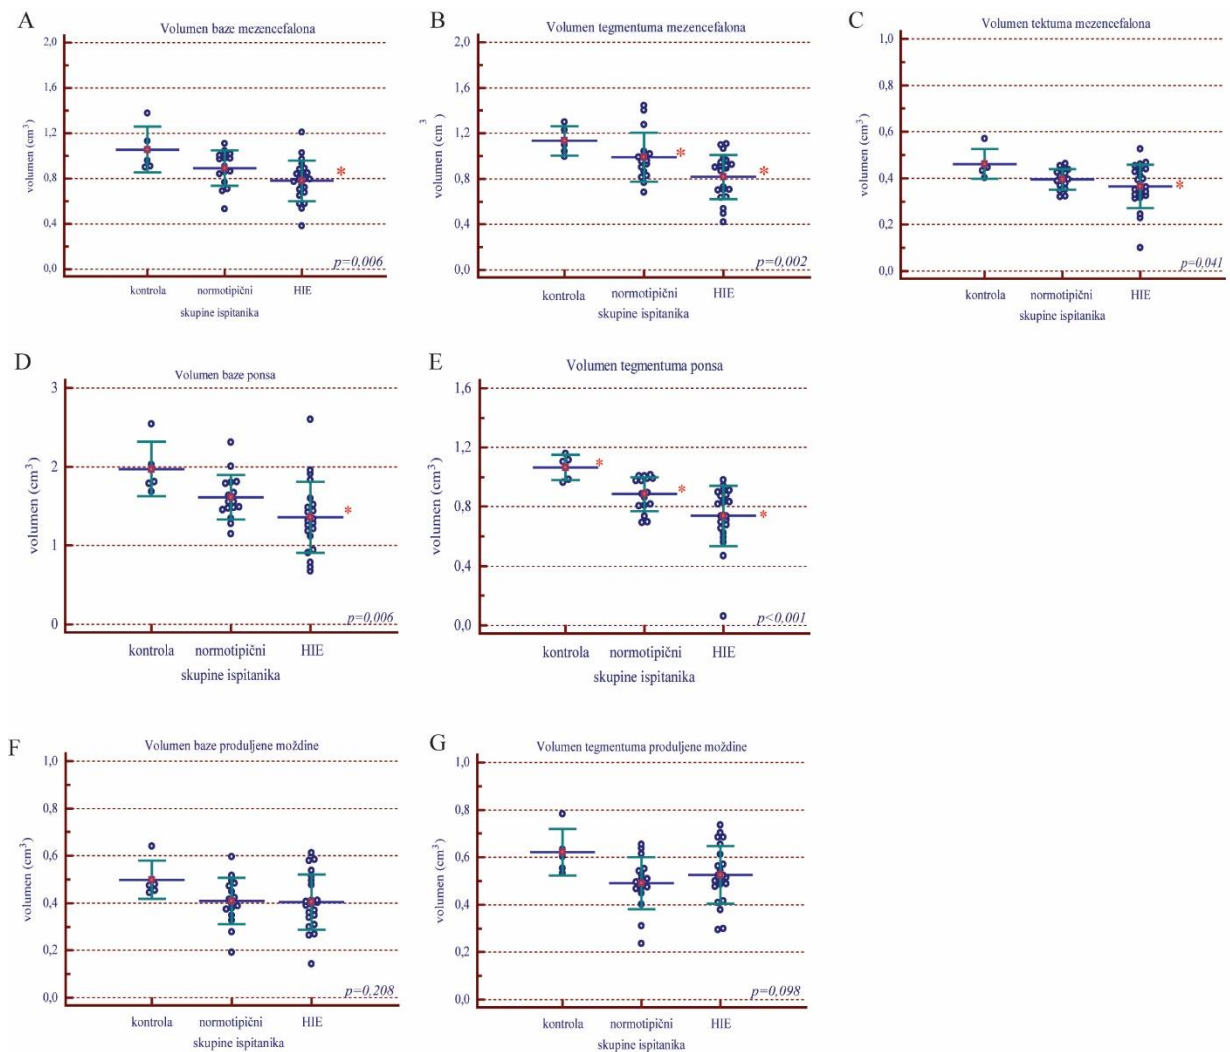 A
Volumen baze mezencefalona
2,0
1,6
1,2
0,8
0,4
0,0
volumen (cm³)
*
p=0,006
kontrola normotipični HIE
skupine ispitanika
B
Volumen tegmentuma mezencefalona
2,0
1,6
1,2
0,8
0,4
0,0
volumen (cm³)
*
*
p=0,002
kontrola normotipični HIE
skupine ispitanika
C
Volumen tektuma mezencefalona
1,0
0,8
0,6
0,4
0,2
0,0
volumen (cm³)
*
p=0,041
kontrola normotipični HIE
skupine ispitanika
D
Volumen baze ponsa
3
2
1
0
volumen (cm³)
*
p=0,006
kontrola normotipični HIE
skupine ispitanika
E
Volumen tegmentuma ponsa
1,6
1,2
0,8
0,4
0,0
volumen (cm³)
*
*
*
p<0,001
kontrola normotipični HIE
skupine ispitanika
F
Volumen baze produljene moždine
1,0
0,8
0,6
0,4
0,2
0,0
volumen (cm³)
p=0,208
kontrola normotipični HIE
skupine ispitanika
G
Volumen tegmentuma produljene moždine
1,0
0,8
0,6
0,4
0,2
0,0
volumen (cm³)
p=0,098
kontrola normotipični HIE
skupine ispitanika